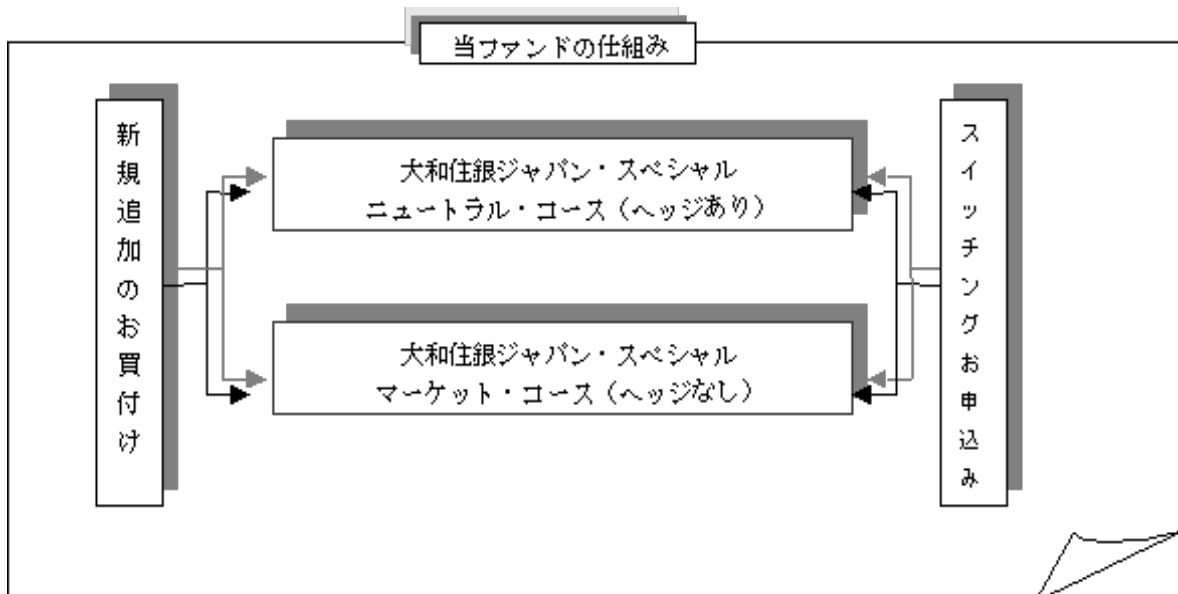 当ファンドの仕組み
新規追加のお買付け
大和住銀ジャパン・スペシャル
ニュートラル・コース（ヘッジあり）
大和住銀ジャパン・スペシャル
マーケット・コース（ヘッジなし）
スイッチングお申込み